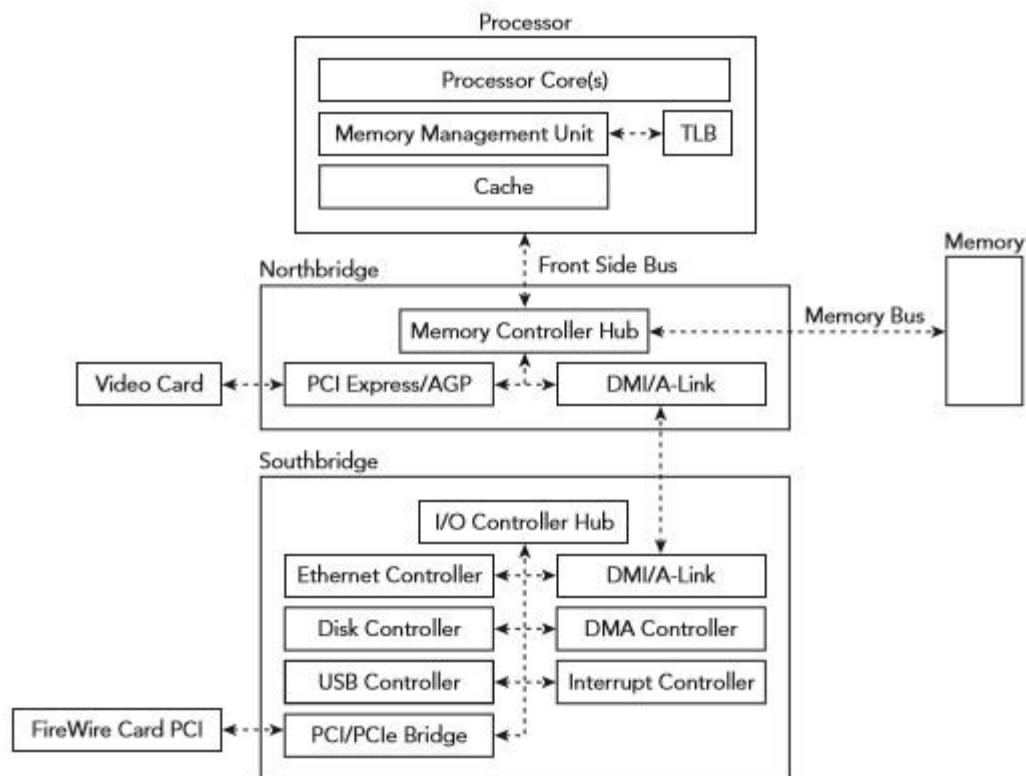 Processor
Processor Core(s)
Memory Management Unit
TLB
Cache
Front Side Bus
Memory
Northbridge
Memory Controller Hub
Memory Bus
Video Card
PCI Express/AGP
DMI/A-Link
Southbridge
I/O Controller Hub
Ethernet Controller
DMI/A-Link
Disk Controller
DMA Controller
USB Controller
Interrupt Controller
FireWire Card PCI
PCI/PCIe Bridge